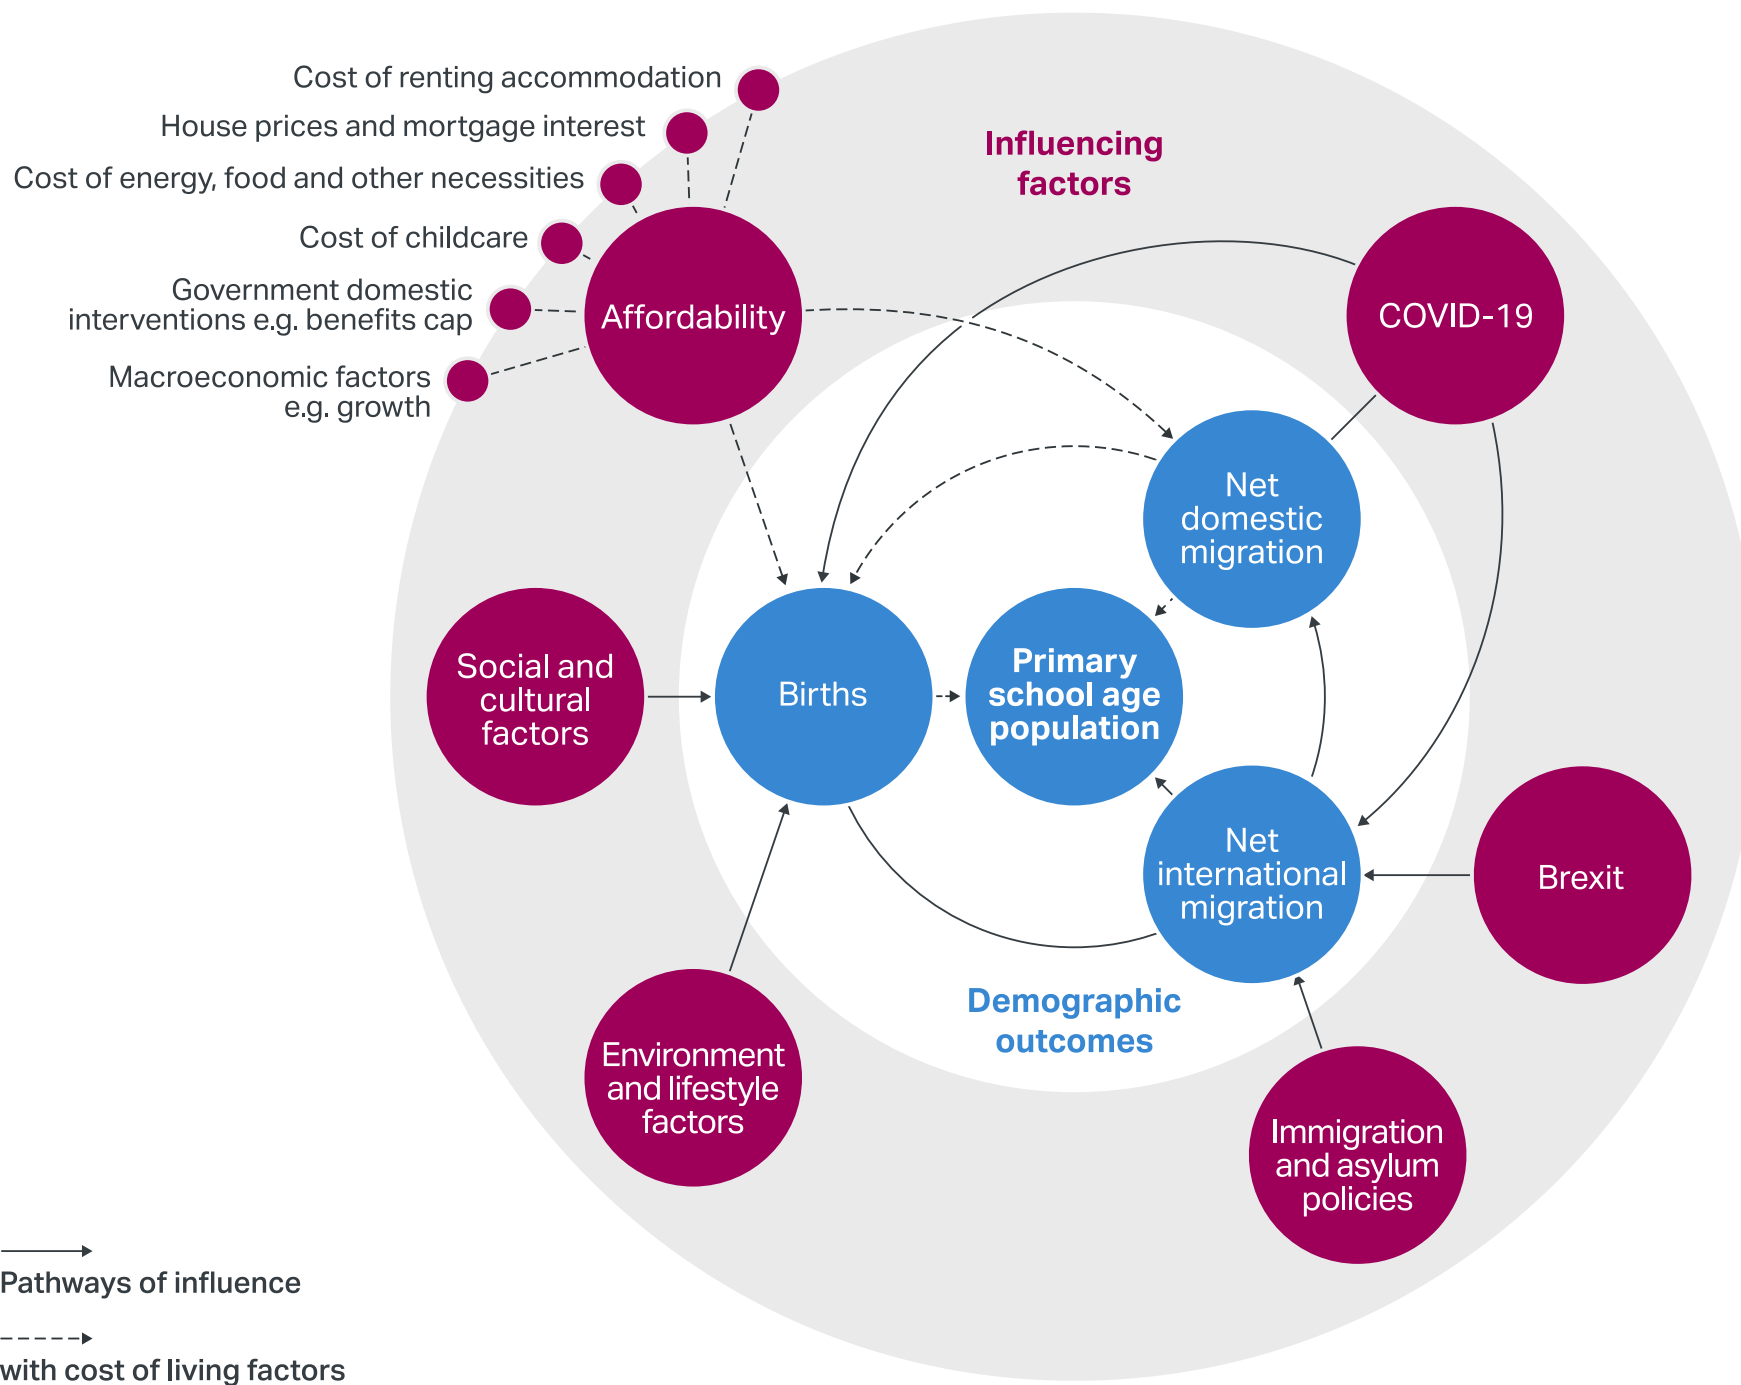 Cost of renting accommodation
House prices and mortgage interest
Cost of energy, food and other necessities
Cost of childcare
Government domestic
interventions e.g. benefits cap
Macroeconomic factors
e.g. growth
Influencing
factors
Affordability
COVID-19
Net
domestic
migration
Social and
cultural
factors
Births
Primary
school age
population
Net
international
migration
Brexit
Demographic
outcomes
Environment
and lifestyle
factors
Immigration
and asylum
policies
Pathways of influence
with cost of living factors